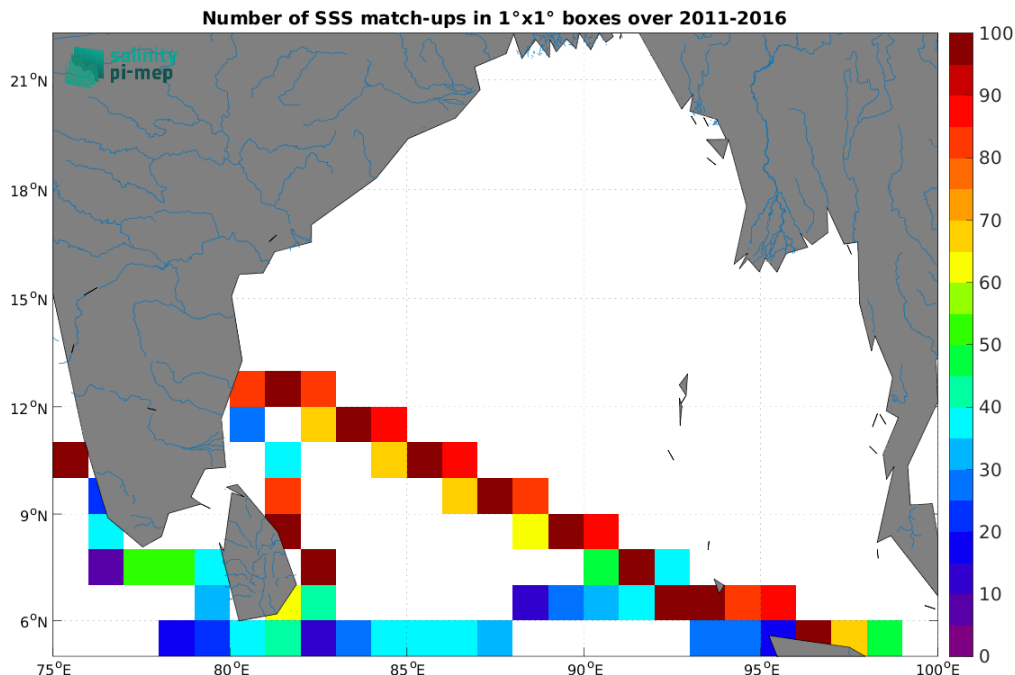 Number of SSS match-ups in 1°x1° boxes over 2011-2016
salinity
pi-mep
21°N
18°N
15°N
12°N
9°N
6°N
75°E 80°E 85°E 90°E 95°E 100°E
100
90
80
70
60
50
40
30
20
10
0